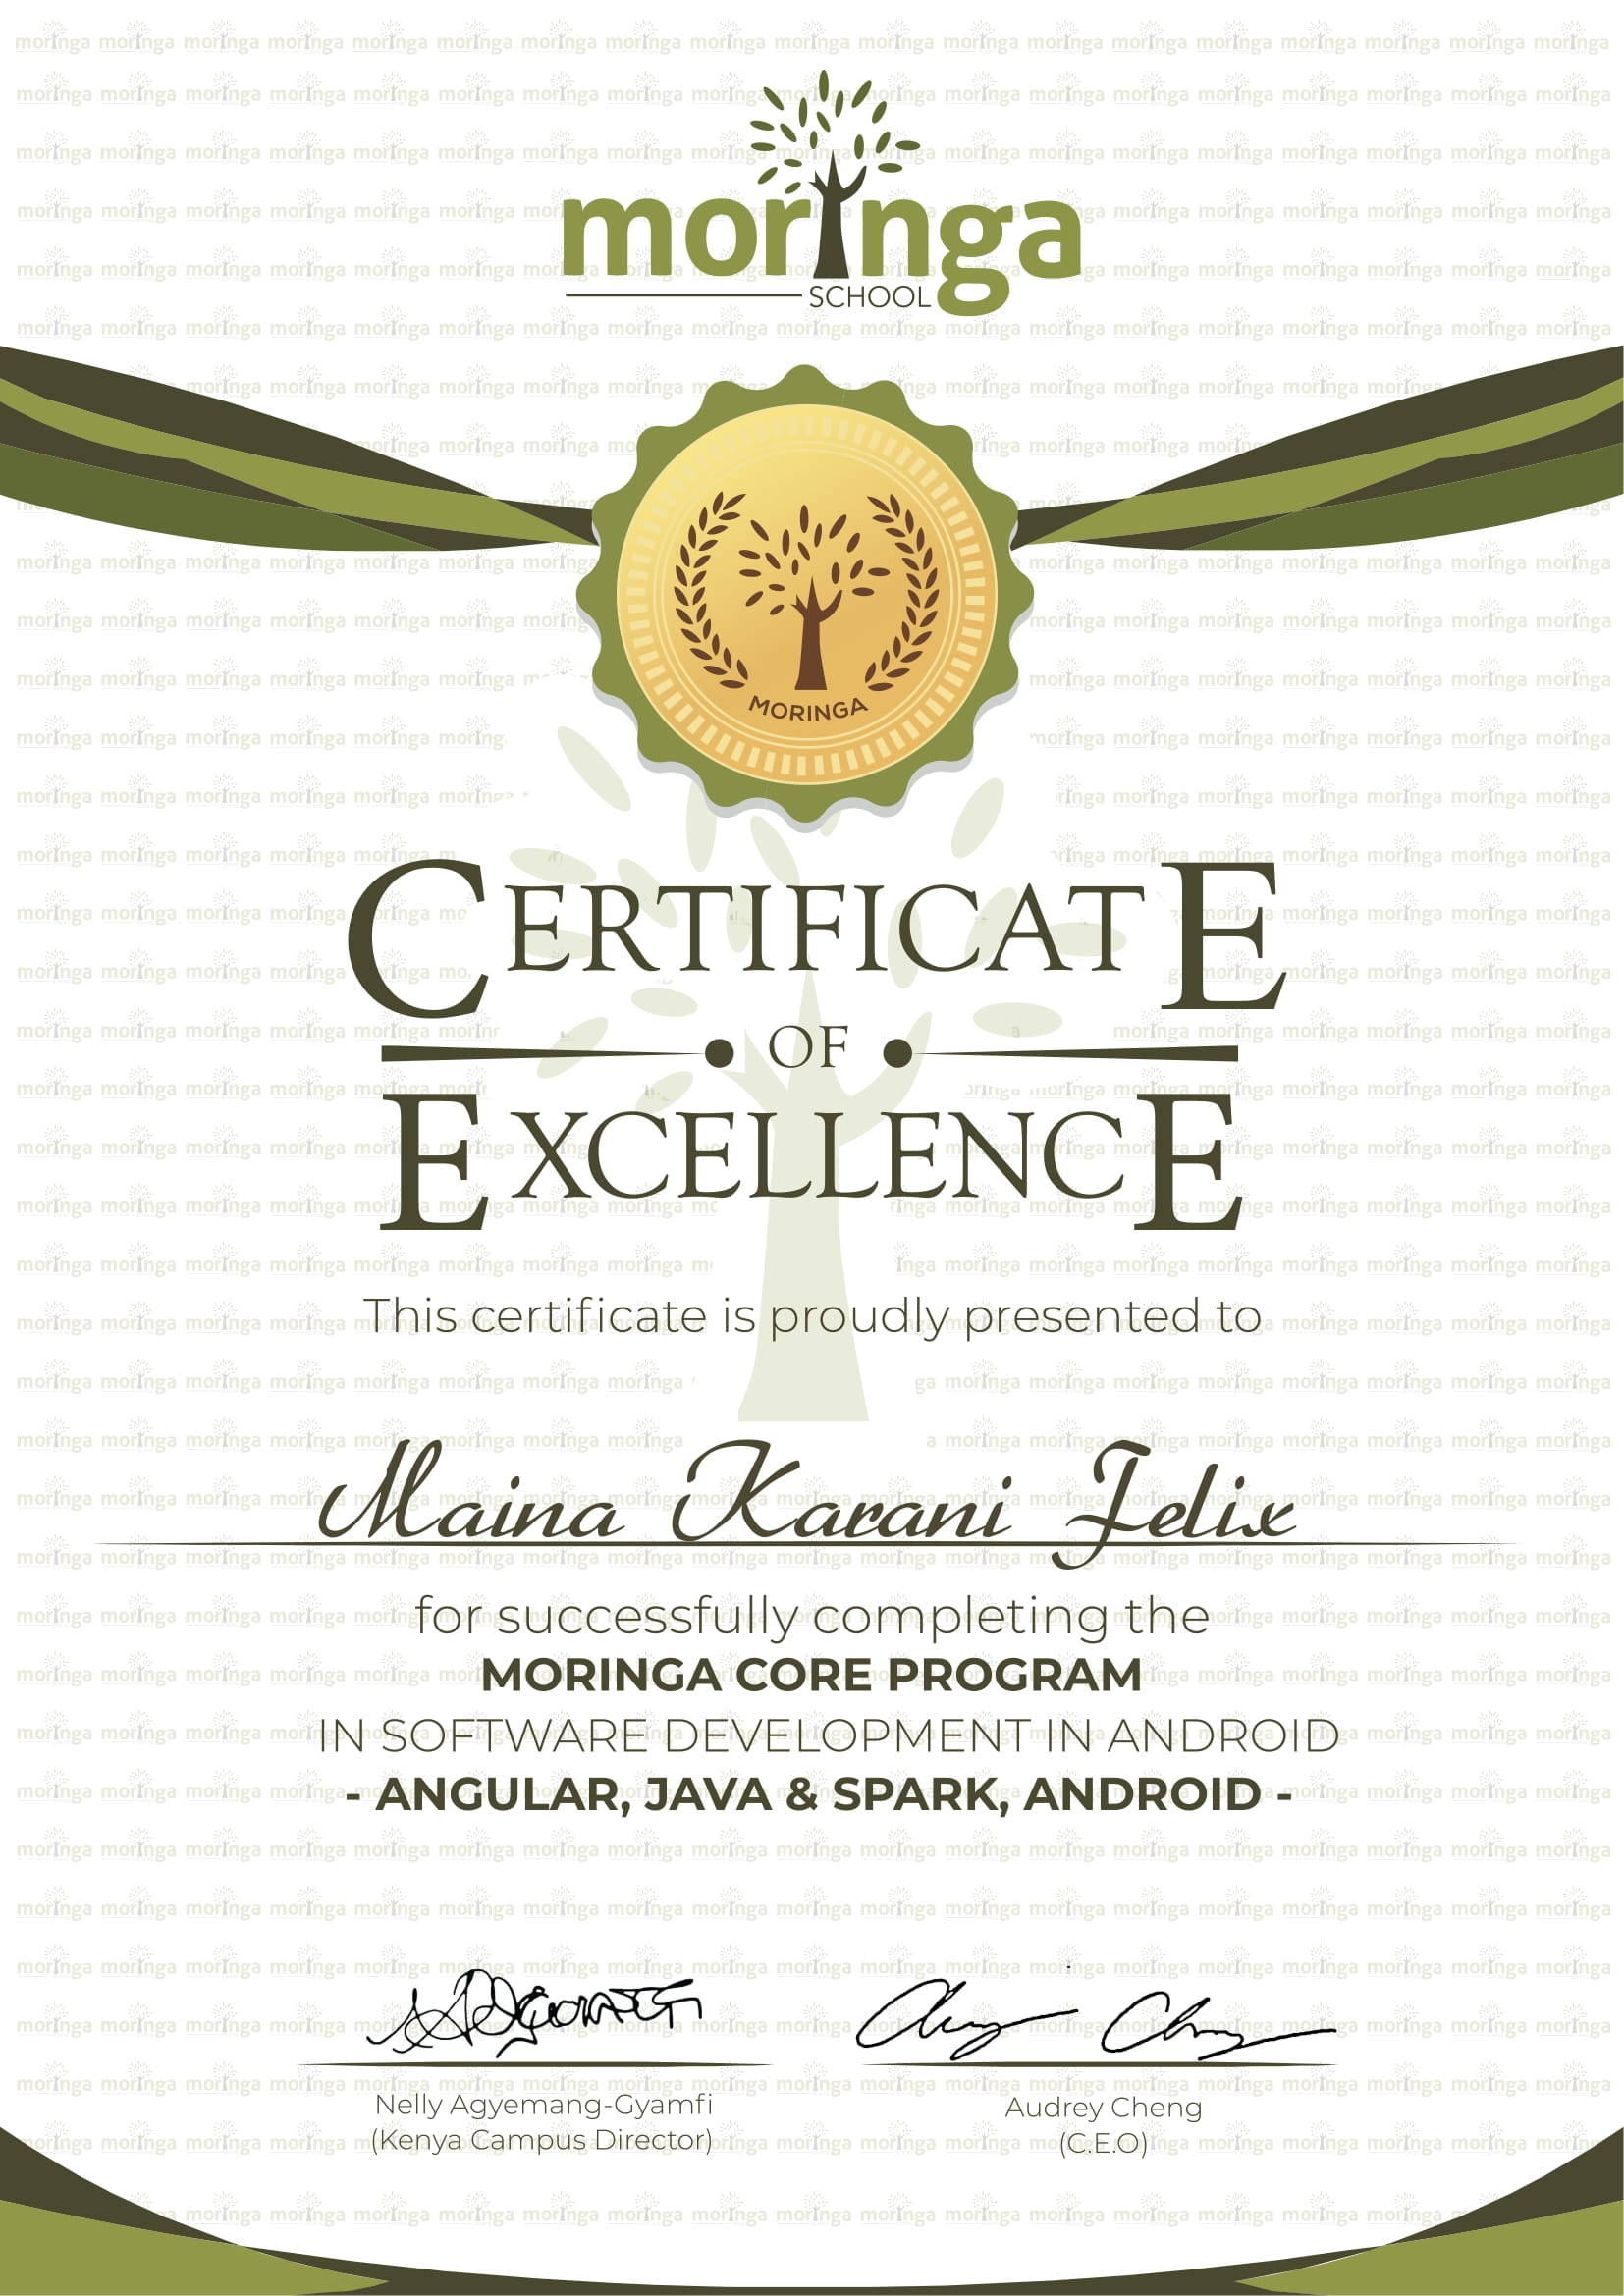 moringa
SCHOOL
MORINGA
CERTIFICATE
OF
EXCELLENCE
This certificate is proudly presented to
Maina Karani Felix
for successfully completing the
MORINGA CORE PROGRAM
IN SOFTWARE DEVELOPMENT IN ANDROID
- ANGULAR, JAVA & SPARK, ANDROID -
Nelly Agyemang-Gyamfi
(Kenya Campus Director)
Audrey Cheng
(C.E.O)